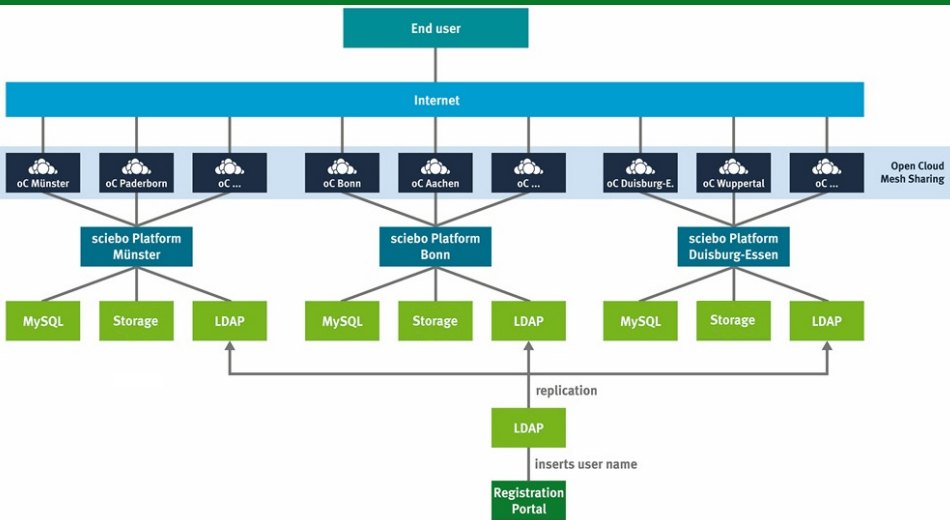 End user
Internet
oC Münster
oC Paderborn
oC ...
oC Bonn
oC Aachen
oC ...
oC Duisburg-E.
oC Wuppertal
oC ...
Open Cloud
Mesh Sharing
sciebo Platform
Münster
sciebo Platform
Bonn
sciebo Platform
Duisburg-Essen
MySQL
Storage
LDAP
MySQL
Storage
LDAP
MySQL
Storage
LDAP
replication
LDAP
inserts user name
Registration
Portal